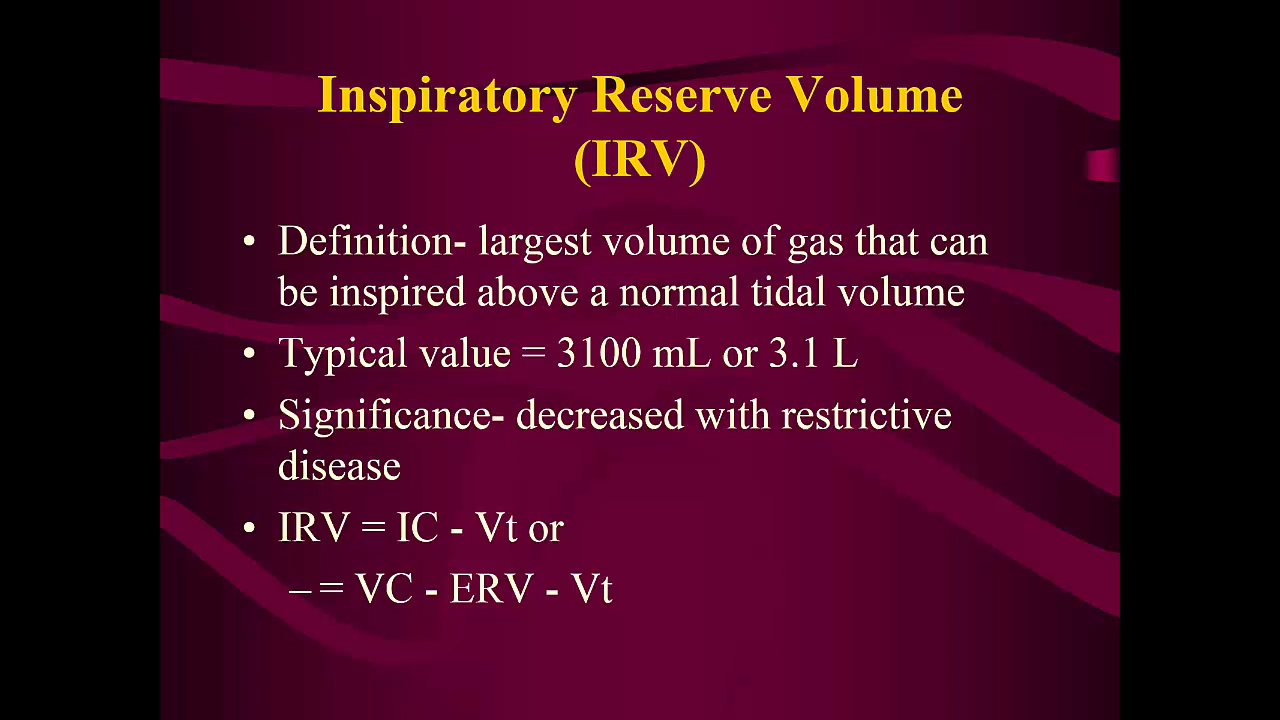 Inspiratory Reserve Volume
(IRV)
• Definition- largest volume of gas that can
be inspired above a normal tidal volume
• Typical value = 3100 mL or 3.1 L
• Significance- decreased with restrictive
disease
• IRV = IC - Vt or
– = VC - ERV - Vt